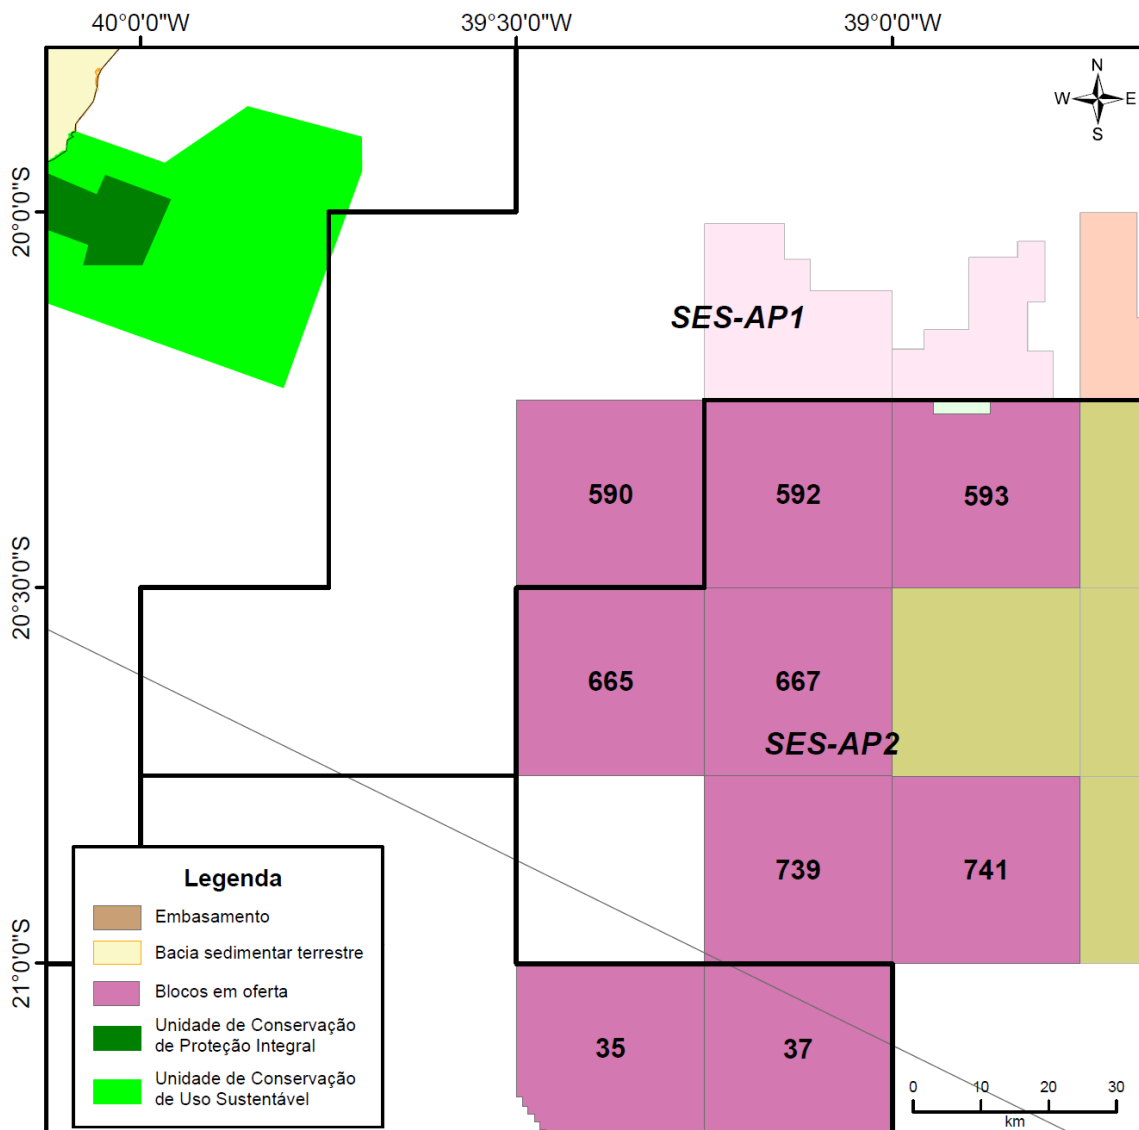 40°0'0"W
39°30'0"W
39°0'0"W
N
W
E
S
20°0'0"S
SES-AP1
590
592
593
20°30'0"S
665
667
SES-AP2
739
741
Legenda
Embasamento
Bacia sedimentar terrestre
Blocos em oferta
Unidade de Conservação
de Proteção Integral
Unidade de Conservação
de Uso Sustentável
21°0'0"S
35
37
0 10 20 30
km